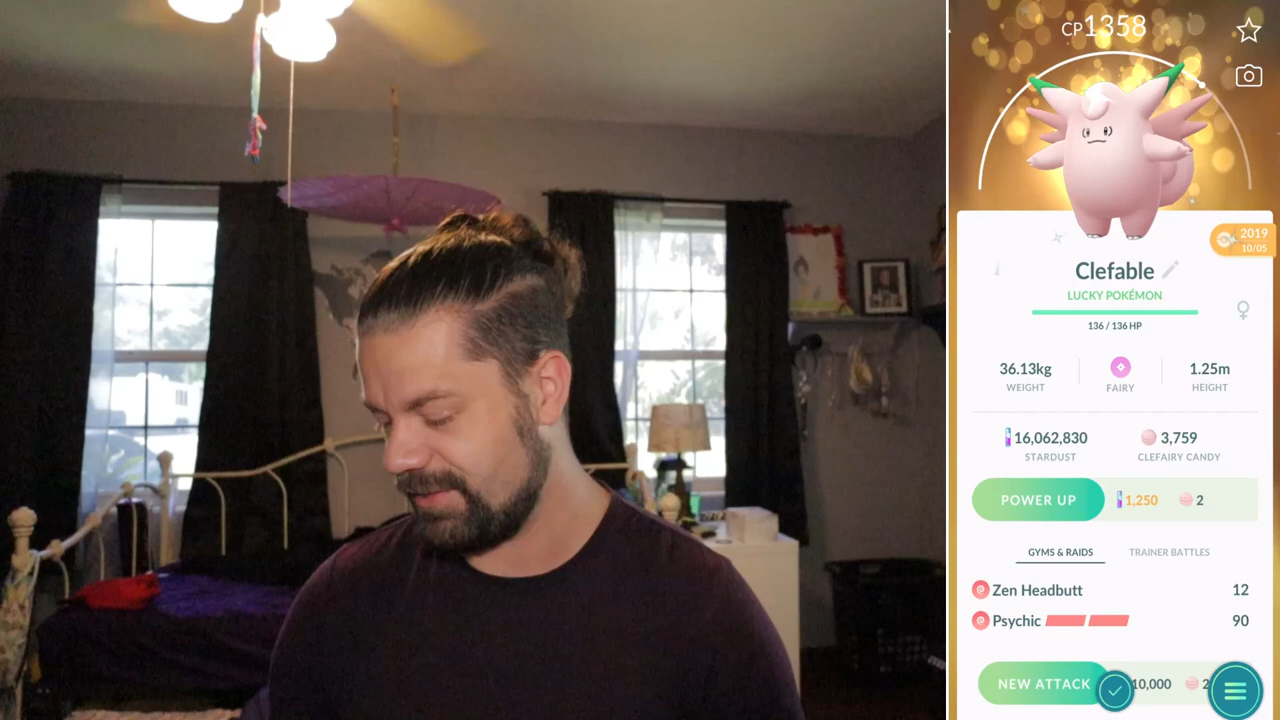 CP1358
2019
10/05
Clefable
LUCKY POKÉMON
136 / 136 HP
36.13kg
WEIGHT
FAIRY
1.25m
HEIGHT
16,062,830
STARDUST
3,759
CLEFAIRY CANDY
POWER UP
1,250
2
GYMS & RAIDS
TRAINER BATTLES
Zen Headbutt
12
Psychic
90
NEW ATTACK
10,000
2